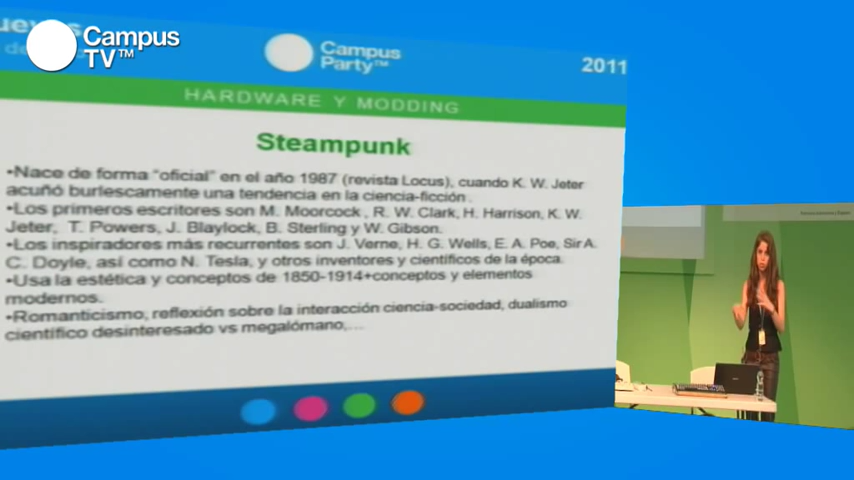 Campus
TV™
Campus
Party™
2011
HARDWARE Y MODDING
Steampunk
•Nace de forma "oficial" en el año 1987 (revista Locus), cuando K. W. Jeter
acuñó burlescamente una tendencia en la ciencia-ficción.
•Los primeros escritores son M. Moorcock, R. W. Clark, H. Harrison, K. W.
Jeter, T. Powers, J. Blaylock, B. Sterling y W. Gibson.
•Los inspiradores más recurrentes son J. Verne, H. G. Wells, E. A. Poe, Sir A.
C. Doyle, así como N. Tesla, y otros inventores y científicos de la época.
•Usa la estética y conceptos de 1850-1914+conceptos y elementos
modernos.
•Romanticismo, reflexión sobre la interacción ciencia-sociedad, dualismo
científico desinteresado vs megalómano,...